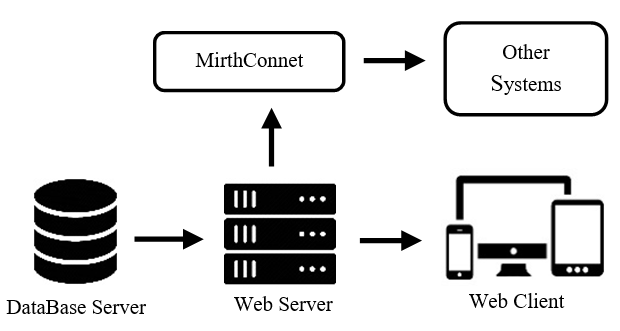 MirthConnet
Other
Systems
DataBase Server
Web Server
Web Client